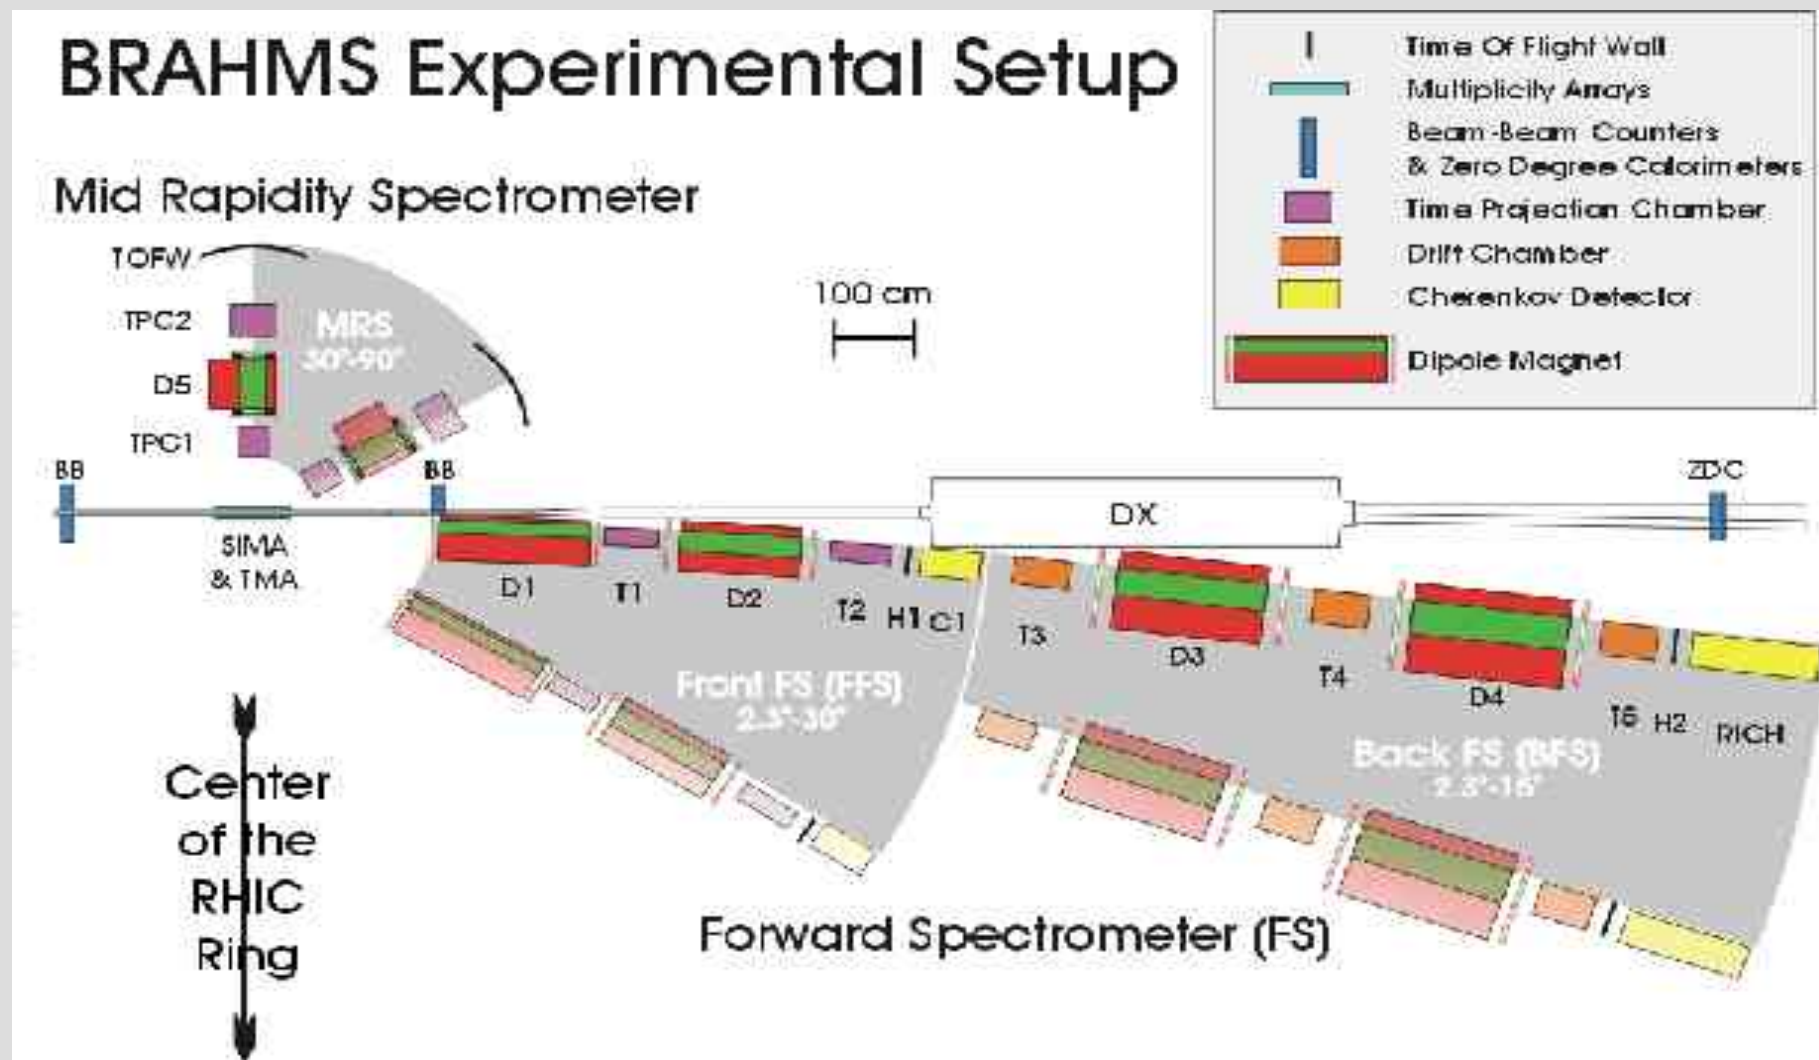 BRAHMS Experimental Setup
Time Of Flight Wall
Multiplicity Arrays
Beam-Beam Counters
& Zero Degree Callorimeters
Time Projection Chamber
Drift Chamber
Cherenkov Detector
Dipole Magnet
Mid Rapidity Spectrometer
TOFW
TPC2
D5
TPC1
MRS
30°-90°
100 cm
BB
BB
ZDC
DX
SIMA
& TMA
D1
T1
D2
T2
H1
C1
T3
D3
T4
D4
T5
H2
RICH
Front FS (FFS)
2.3°-30°
Back FS (BFS)
2.3°-15°
Center
of the
RHIC
Ring
Forward Spectrometer (FS)